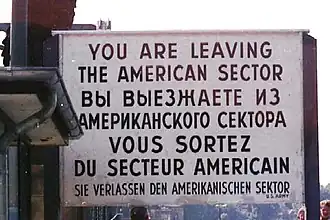 YOU ARE LEAVING
THE AMERICAN SECTOR
ВЫ ВЫЕЗЖАЕТЕ ИЗ
АМЕРИКАНСКОГО СЕКТОРА
VOUS SORTEZ
DU SECTEUR AMERICAIN
SIE VERLASSEN DEN AMERIKANISCHEN SEKTOR
U.S. ARMY